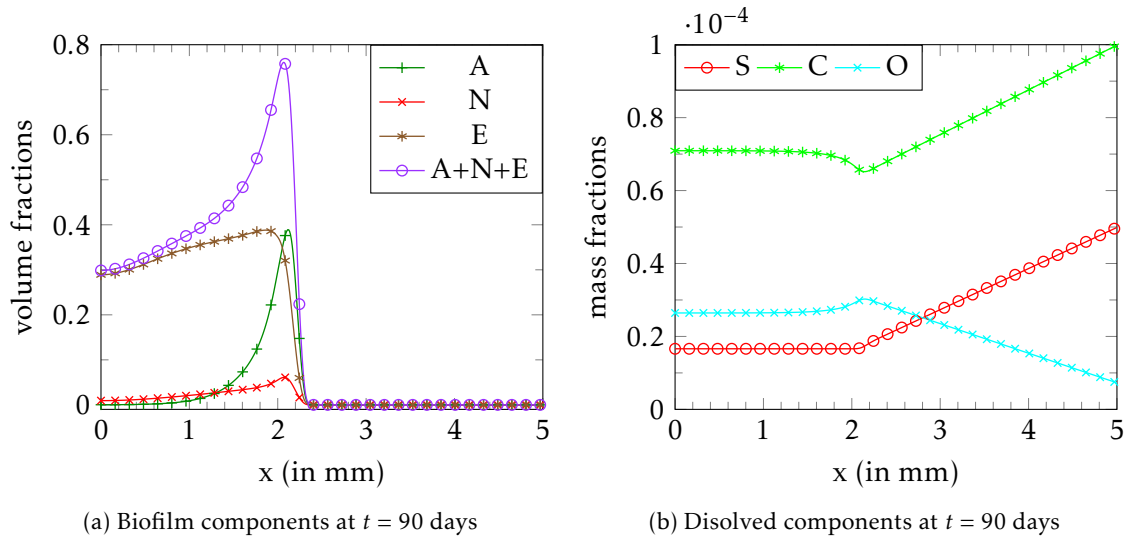 0.8
0.6
0.4
0.2
0
0 1 2 3 4 5
volume fractions
x (in mm)
A
N
E
A+N+E
(a) Biofilm components at t = 90 days
·10⁻⁴
1
0.8
0.6
0.4
0.2
0
0 1 2 3 4 5
mass fractions
x (in mm)
S C O
(b) Disolved components at t = 90 days